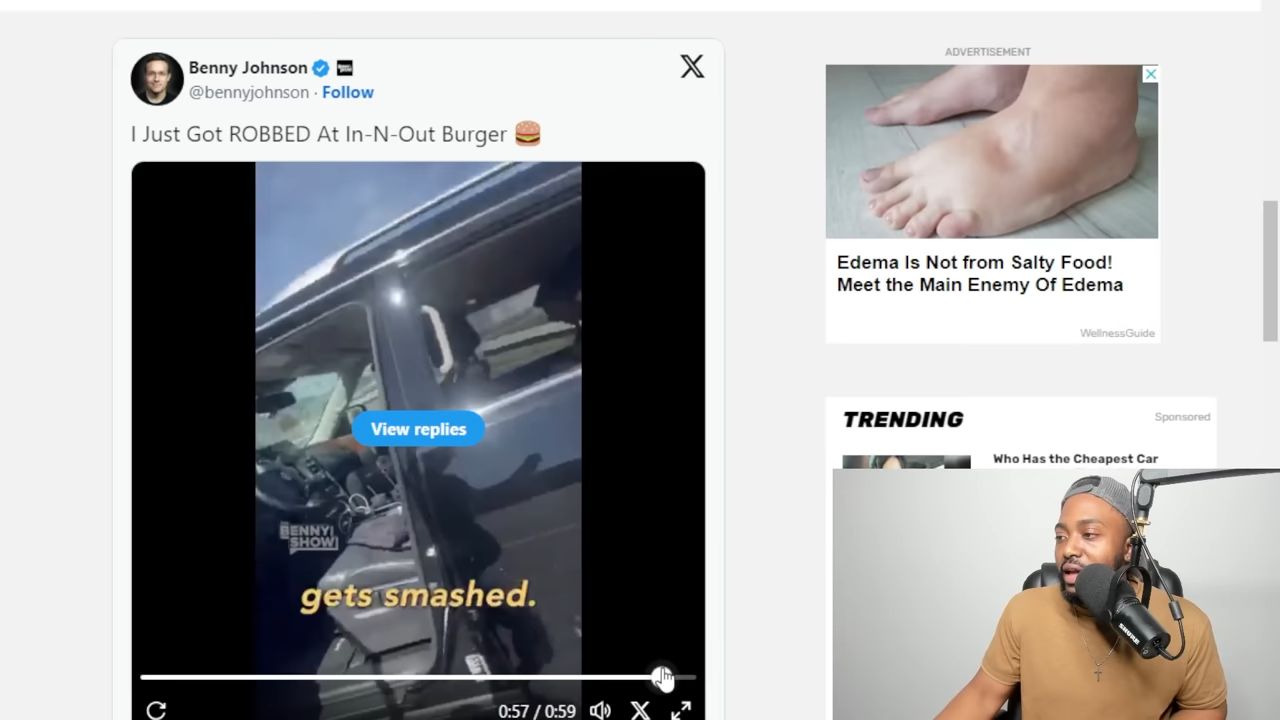 Benny Johnson
@bennyjohnson · Follow
I Just Got ROBBED At In-N-Out Burger 🍔
View replies
BENNY
SHOW
gets smashed.
0:57 / 0:59
ADVERTISEMENT
Edema Is Not from Salty Food!
Meet the Main Enemy Of Edema
WellnessGuide
TRENDING
Sponsored
Who Has the Cheapest Car
SHURE